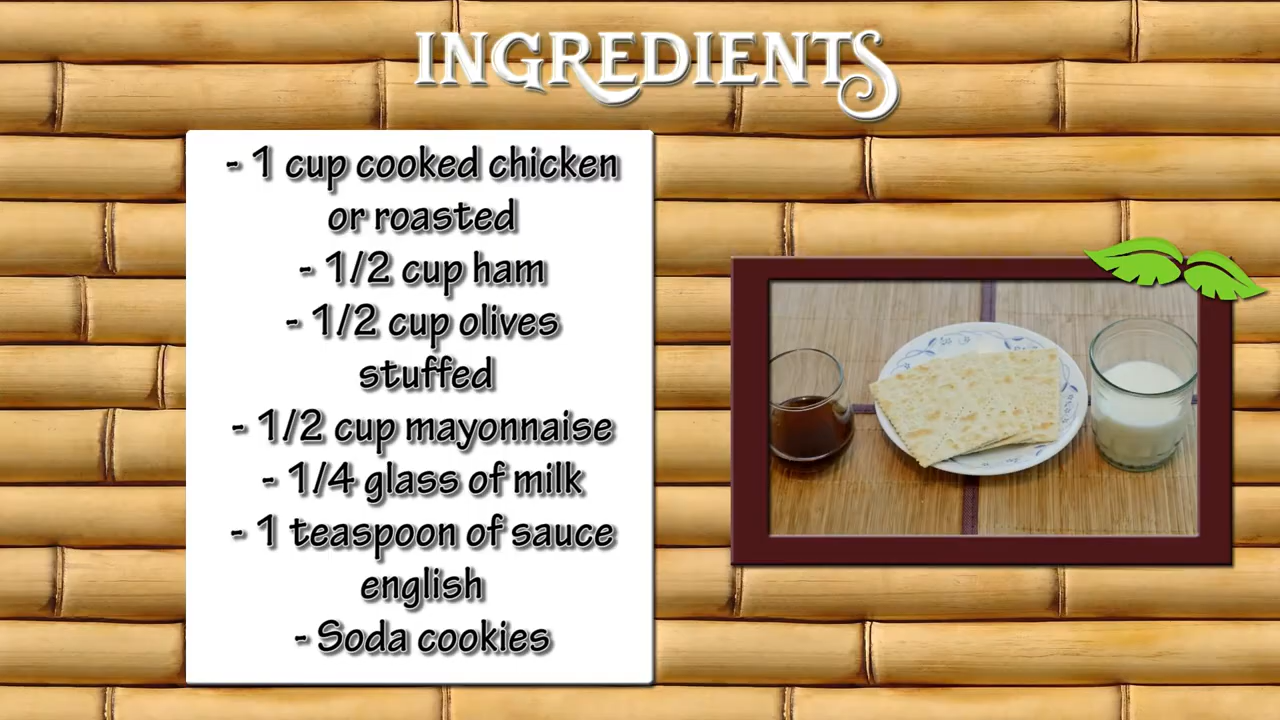 INGREDIENTS
- 1 cup cooked chicken
or roasted
- 1/2 cup ham
- 1/2 cup olives
stuffed
- 1/2 cup mayonnaise
- 1/4 glass of milk
- 1 teaspoon of sauce
english
- Soda cookies